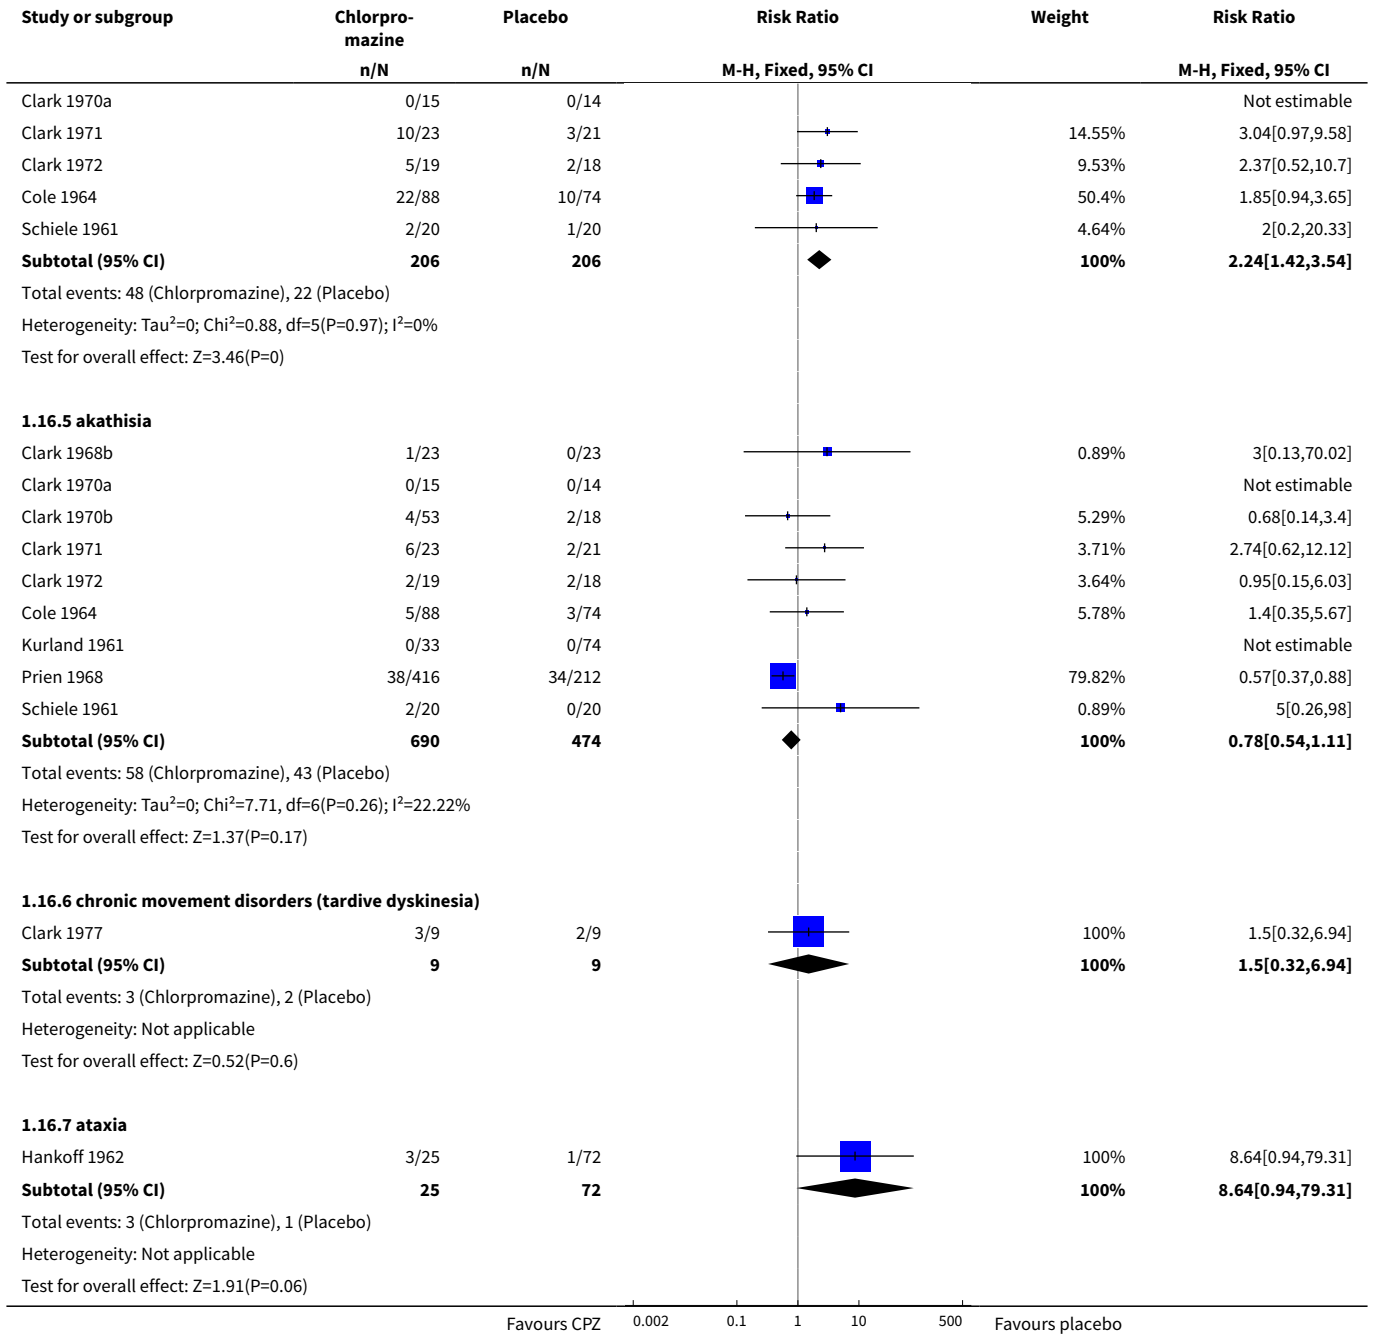 Study or subgroup Chlorpro- Placebo Risk Ratio Weight Risk Ratio
mazine
n/N n/N M-H, Fixed, 95% CI M-H, Fixed, 95% CI
Clark 1970a 0/15 0/14 Not estimable
Clark 1971 10/23 3/21 14.55% 3.04[0.97,9.58]
Clark 1972 5/19 2/18 9.53% 2.37[0.52,10.7]
Cole 1964 22/88 10/74 50.4% 1.85[0.94,3.65]
Schiele 1961 2/20 1/20 4.64% 2[0.2,20.33]
Subtotal (95% CI) 206 206 100% 2.24[1.42,3.54]
Total events: 48 (Chlorpromazine), 22 (Placebo)
Heterogeneity: Tau²=0; Chi²=0.88, df=5(P=0.97); I²=0%
Test for overall effect: Z=3.46(P=0)
1.16.5 akathisia
Clark 1968b 1/23 0/23 0.89% 3[0.13,70.02]
Clark 1970a 0/15 0/14 Not estimable
Clark 1970b 4/53 2/18 5.29% 0.68[0.14,3.4]
Clark 1971 6/23 2/21 3.71% 2.74[0.62,12.12]
Clark 1972 2/19 2/18 3.64% 0.95[0.15,6.03]
Cole 1964 5/88 3/74 5.78% 1.4[0.35,5.67]
Kurland 1961 0/33 0/74 Not estimable
Prien 1968 38/416 34/212 79.82% 0.57[0.37,0.88]
Schiele 1961 2/20 0/20 0.89% 5[0.26,98]
Subtotal (95% CI) 690 474 100% 0.78[0.54,1.11]
Total events: 58 (Chlorpromazine), 43 (Placebo)
Heterogeneity: Tau²=0; Chi²=7.71, df=6(P=0.26); I²=22.22%
Test for overall effect: Z=1.37(P=0.17)
1.16.6 chronic movement disorders (tardive dyskinesia)
Clark 1977 3/9 2/9 100% 1.5[0.32,6.94]
Subtotal (95% CI) 9 9 100% 1.5[0.32,6.94]
Total events: 3 (Chlorpromazine), 2 (Placebo)
Heterogeneity: Not applicable
Test for overall effect: Z=0.52(P=0.6)
1.16.7 ataxia
Hankoff 1962 3/25 1/72 100% 8.64[0.94,79.31]
Subtotal (95% CI) 25 72 100% 8.64[0.94,79.31]
Total events: 3 (Chlorpromazine), 1 (Placebo)
Heterogeneity: Not applicable
Test for overall effect: Z=1.91(P=0.06)
Favours CPZ 0.002 0.1 1 10 500 Favours placebo